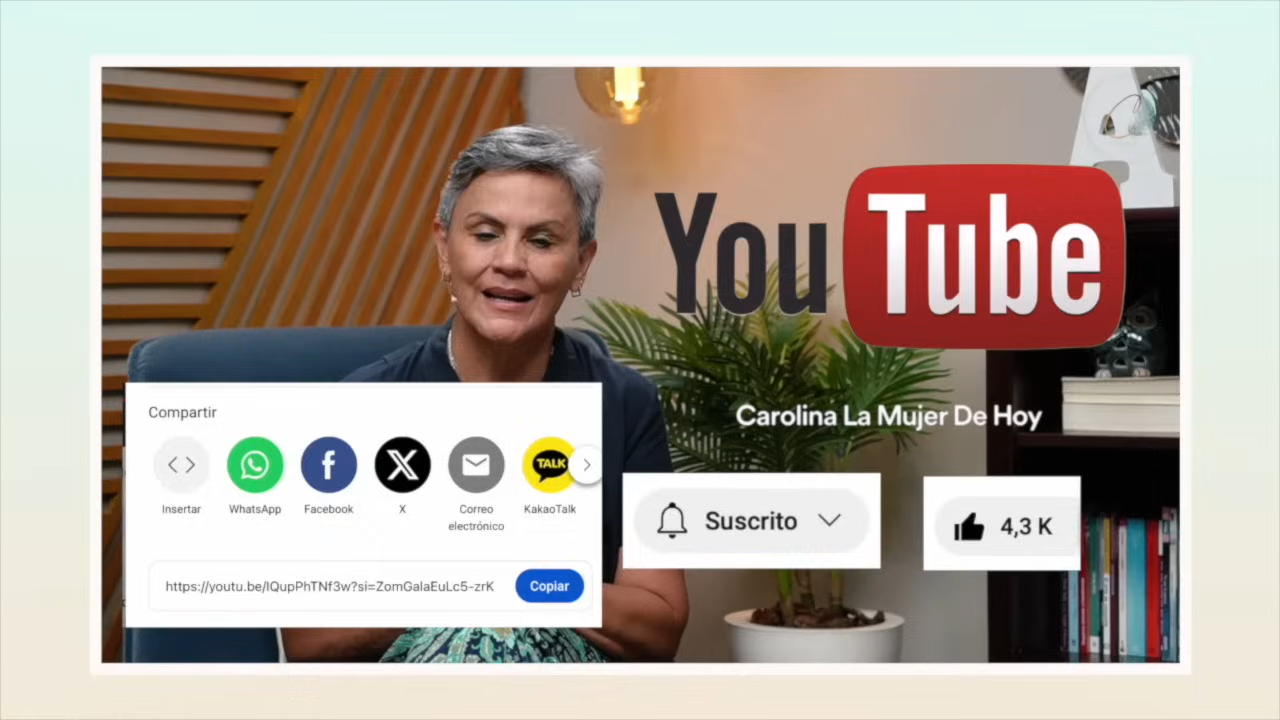 YouTube
Carolina La Mujer De Hoy
Compartir
Insertar
WhatsApp
Facebook
X
Correo
electrónico
TALK
KakaoTalk
https://youtu.be/IQupPhTNf3w?si=ZomGalaEuLc5-zrK
Copiar
Suscrito
4,3 K